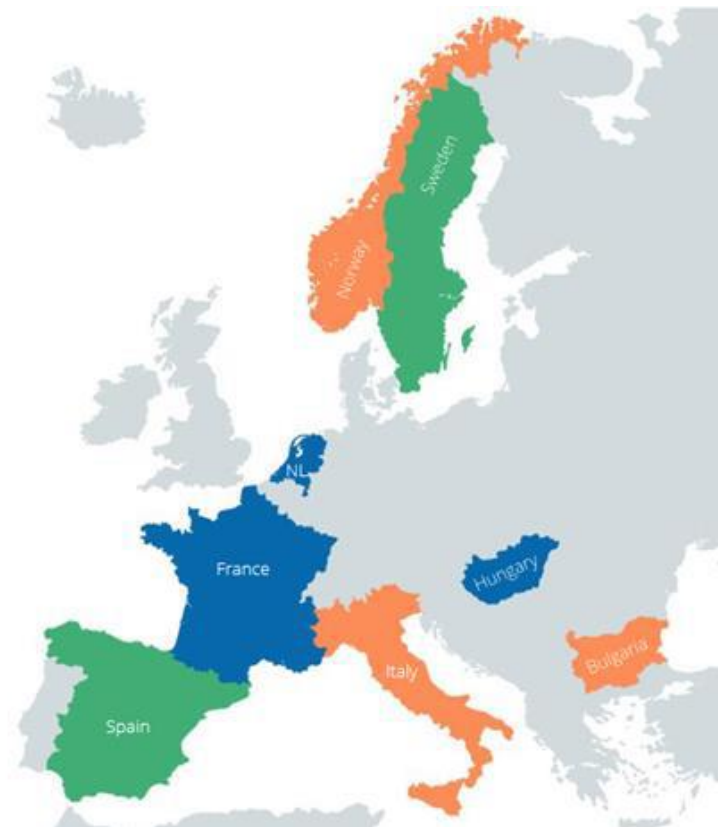 Sweden
Norway
NL
France
Hungary
Italy
Bulgaria
Spain